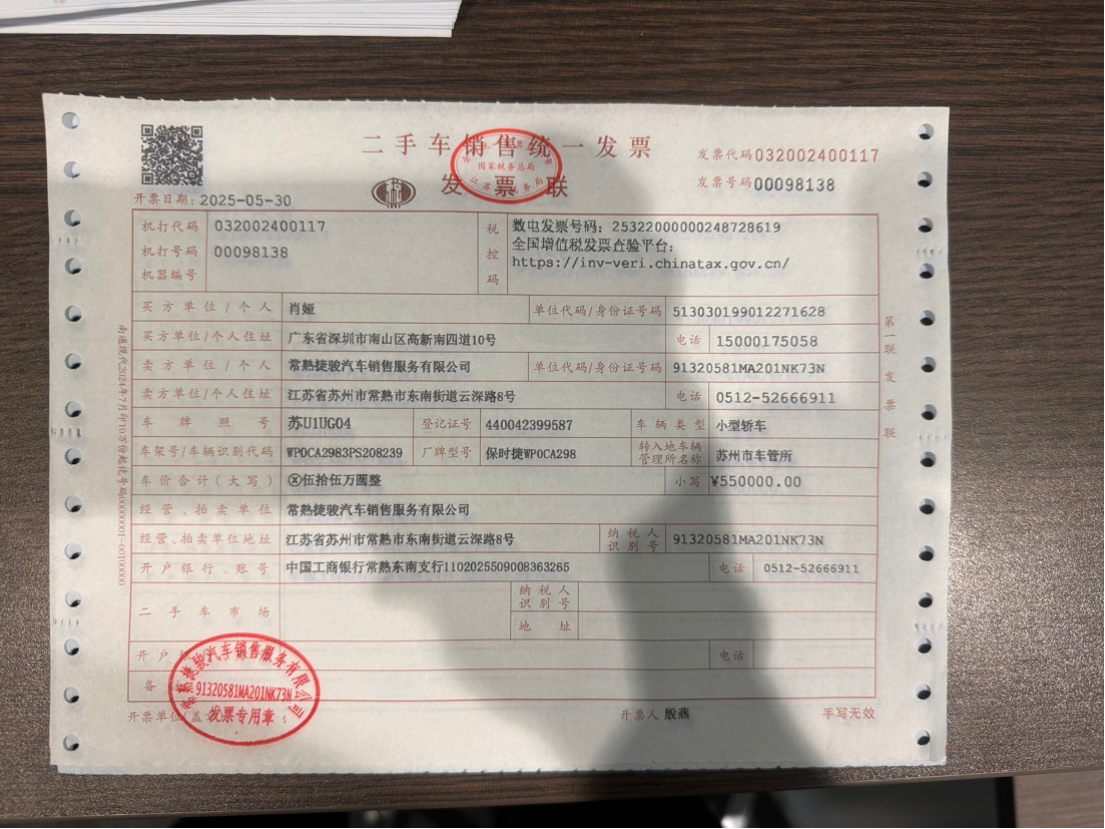 二手车销售统一发票
国家税务总局
发票联
发票代码032002400117
发票号码00098138
开票日期：2025-05-30
机打代码 032002400117
机打号码 00098138
机器编号
税控码 数电发票号码：25322000000248728619
全国增值税发票查验平台：
https://inv-veri.chinatax.gov.cn/
买方单位/个人 肖娅 单位代码/身份证号码 513030199012271628
买方单位/个人住址 广东省深圳市南山区高新南四道10号 电话 15000175058
卖方单位/个人 常熟捷骏汽车销售服务有限公司 单位代码/身份证号码 91320581MA201NK73N
卖方单位/个人住址 江苏省苏州市常熟市东南街道云深路8号 电话 0512-52666911
车牌照号 苏U1UG04 登记证号 440042399587 车辆类型 小型轿车
车架号/车辆识别代码 WP0CA2983PS208239 厂牌型号 保时捷WP0CA298 转入地车辆管理所名称 苏州市车管所
车价合计(大写) ⓧ伍拾伍万圆整 小写 ¥550000.00
经营、拍卖单位 常熟捷骏汽车销售服务有限公司
经营、拍卖单位地址 江苏省苏州市常熟市东南街道云深路8号 纳税人识别号 91320581MA201NK73N
开户银行、账号 中国工商银行常熟东南支行1102025509008363265 电话 0512-52666911
二手车市场 纳税人识别号
地址
开户 电话
备
开票单位(盖 开票人 殷燕 手写无效
常熟捷骏汽车销售服务有限公司
91320581MA201NK73N
发票专用章
第一联 发票联